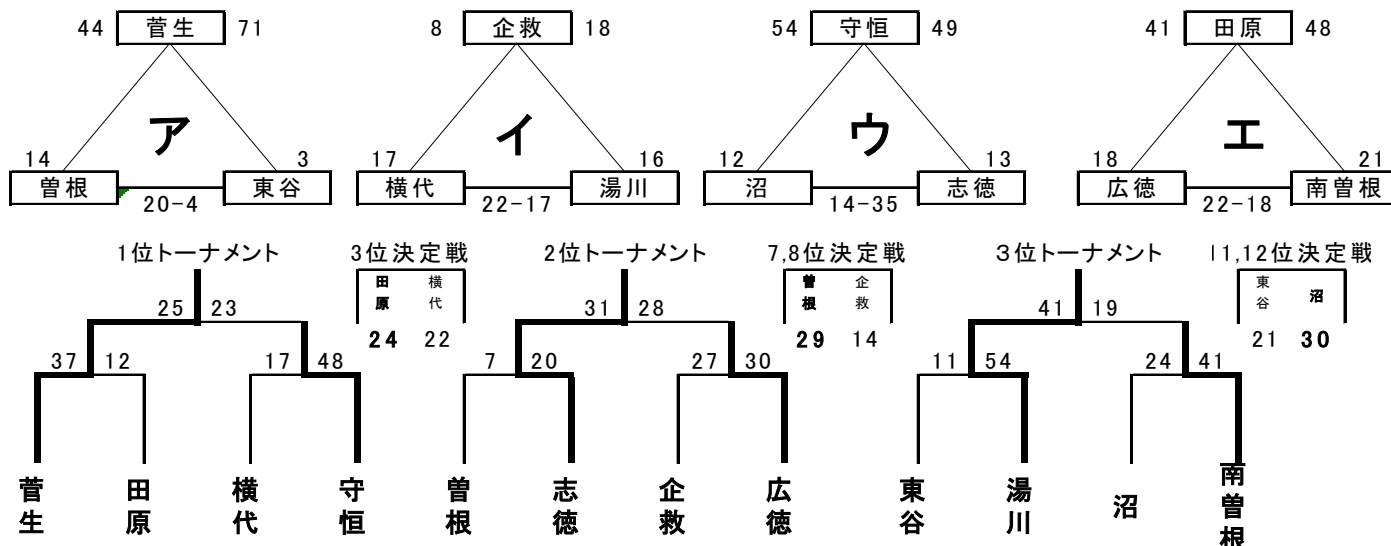 44 菅生 71 8 企救 18 54 守恒 49 41 田原 48
ア イ ウ エ
14 3 17 16 12 13 18 21
曽根 東谷 横代 湯川 沼 志徳 広徳 南曽根
20-4 22-17 14-35 22-18
1位トーナメント 3位決定戦 2位トーナメント 7,8位決定戦 3位トーナメント 11,12位決定戦
田原 横代 曽根 企救 東谷 沼
25 23 31 28 41 19
24 22 29 14 21 30
37 12 17 48 7 20 27 30 11 54 24 41
菅生 田原 横代 守恒 曽根 志徳 企救 広徳 東谷 湯川 沼 南曽根